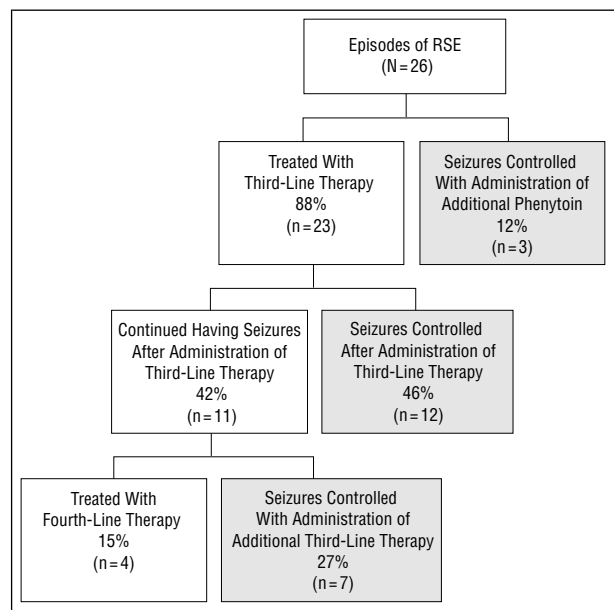 Episodes of RSE
(N = 26)
Treated With
Third-Line Therapy
88%
(n = 23)
Seizures Controlled
With Administration of
Additional Phenytoin
12%
(n = 3)
Continued Having Seizures
After Administration of
Third-Line Therapy
42%
(n = 11)
Seizures Controlled
After Administration of
Third-Line Therapy
46%
(n = 12)
Treated With
Fourth-Line Therapy
15%
(n = 4)
Seizures Controlled
With Administration of
Additional Third-Line Therapy
27%
(n = 7)